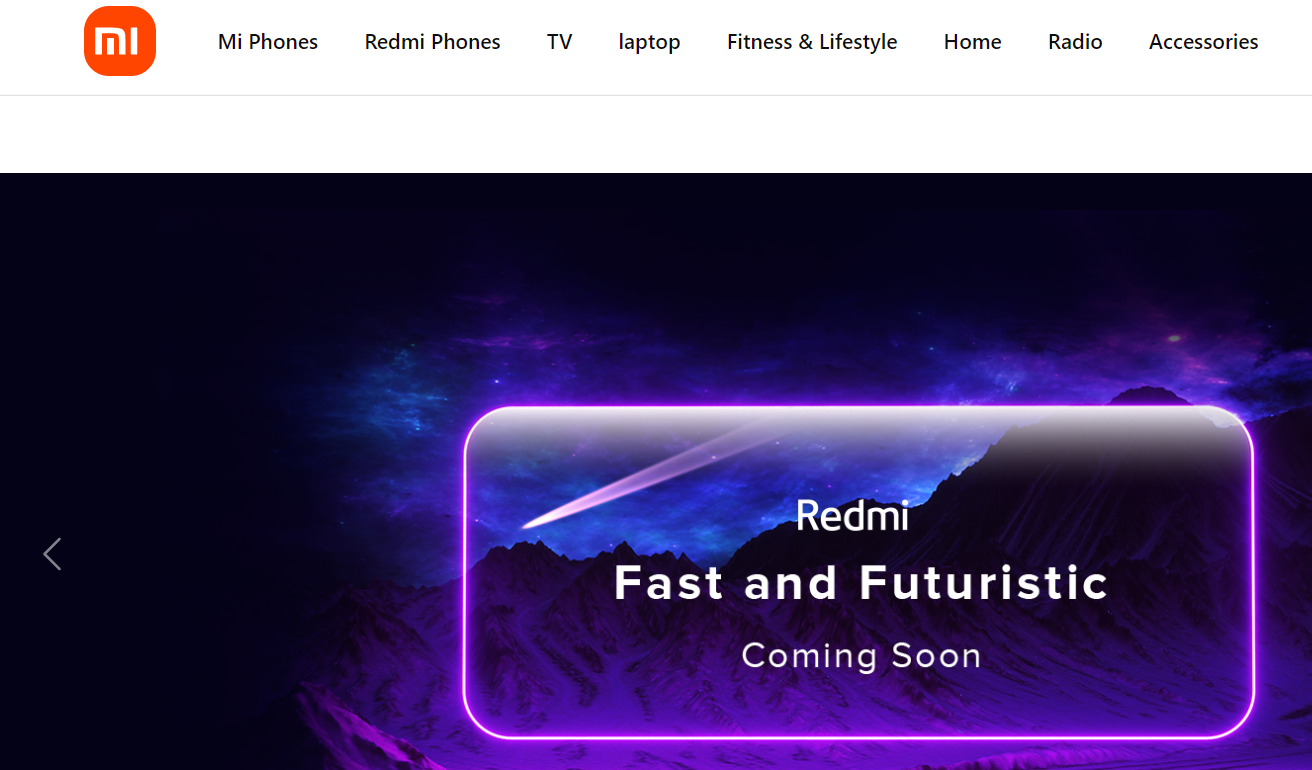 mi
Mi Phones Redmi Phones TV laptop Fitness & Lifestyle Home Radio Accessories
Redmi
Fast and Futuristic
Coming Soon